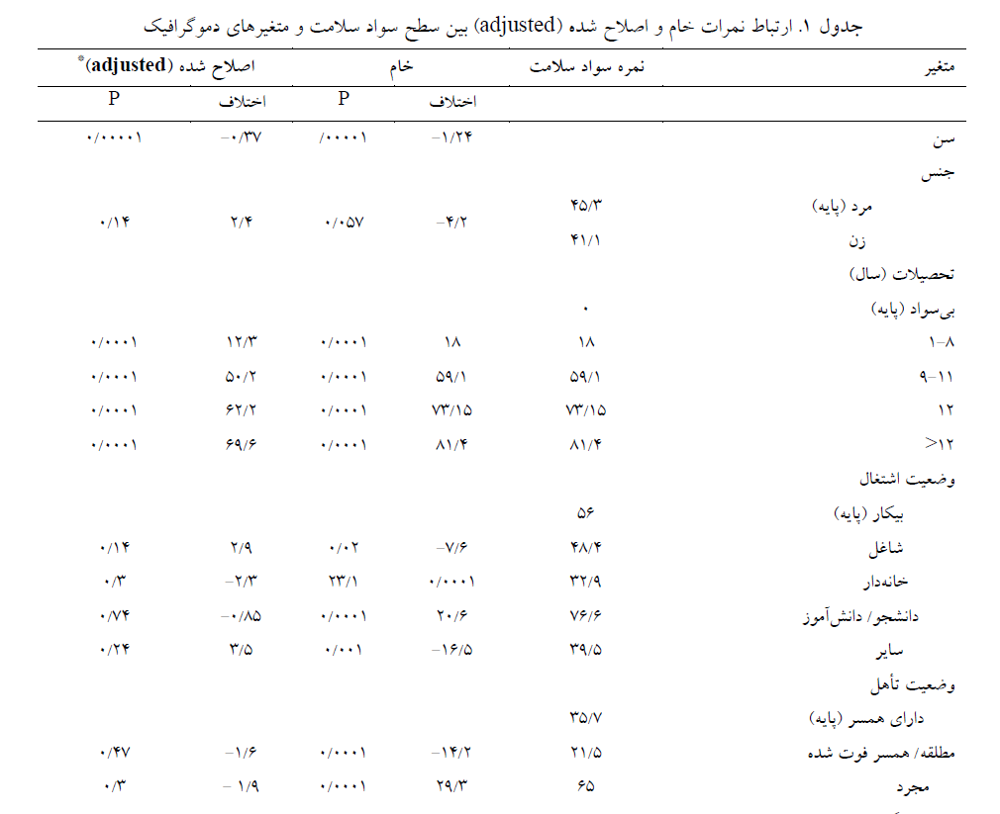 جدول ۱. ارتباط نمرات خام و اصلاح شده (adjusted) بین سطح سواد سلامت و متغیرهای دموگرافیک
متغیر نمره سواد سلامت خام اصلاح شده (adjusted)*
اختلاف P اختلاف P
سن −۱/۲۴ /۰۰۰۰۱ −۰/۳۷ ۰/۰۰۰۰۱
جنس
مرد (پایه) ۴۵/۳
−۴/۲ ۰/۰۵۷ ۲/۴ ۰/۱۴
زن ۴۱/۱
تحصیلات (سال)
بی‌سواد (پایه) ۰
۱-۸ ۱۸ ۱۸ ۰/۰۰۰۱ ۱۲/۳ ۰/۰۰۰۱
۹-۱۱ ۵۹/۱ ۵۹/۱ ۰/۰۰۰۱ ۵۰/۲ ۰/۰۰۰۱
۱۲ ۷۳/۱۵ ۷۳/۱۵ ۰/۰۰۰۱ ۶۲/۲ ۰/۰۰۰۱
>۱۲ ۸۱/۴ ۸۱/۴ ۰/۰۰۰۱ ۶۹/۶ ۰/۰۰۰۱
وضعیت اشتغال
بیکار (پایه) ۵۶
شاغل ۴۸/۴ −۷/۶ ۰/۰۲ ۲/۹ ۰/۱۴
خانه‌دار ۳۲/۹ ۰/۰۰۰۱ ۲۳/۱ −۲/۳ ۰/۳
دانشجو/ دانش‌آموز ۷۶/۶ ۲۰/۶ ۰/۰۰۰۱ −۰/۸۵ ۰/۷۴
سایر ۳۹/۵ −۱۶/۵ ۰/۰۰۱ ۳/۵ ۰/۲۴
وضعیت تأهل
دارای همسر (پایه) ۳۵/۷
مطلقه/ همسر فوت شده ۲۱/۵ −۱۴/۲ ۰/۰۰۰۱ −۱/۶ ۰/۴۷
مجرد ۶۵ ۲۹/۳ ۰/۰۰۰۱ − ۱/۹ ۰/۳